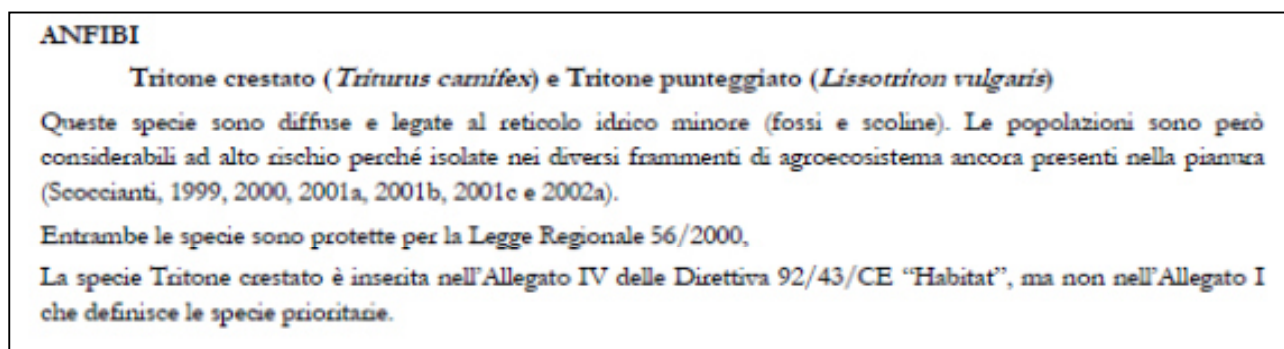 ANFIBI
Tritone crestato (Triturus carnifex) e Tritone punteggiato (Lissotriton vulgaris)
Queste specie sono diffuse e legate al reticolo idrico minore (fossi e scoline). Le popolazioni sono però
considerabili ad alto rischio perché isolate nei diversi frammenti di agroecosistema ancora presenti nella pianura
(Scoccianti, 1999, 2000, 2001a, 2001b, 2001c e 2002a).
Entrambe le specie sono protette per la Legge Regionale 56/2000,
La specie Tritone crestato è inserita nell'Allegato IV delle Direttiva 92/43/CE “Habitat”, ma non nell'Allegato I
che definisce le specie prioritarie.